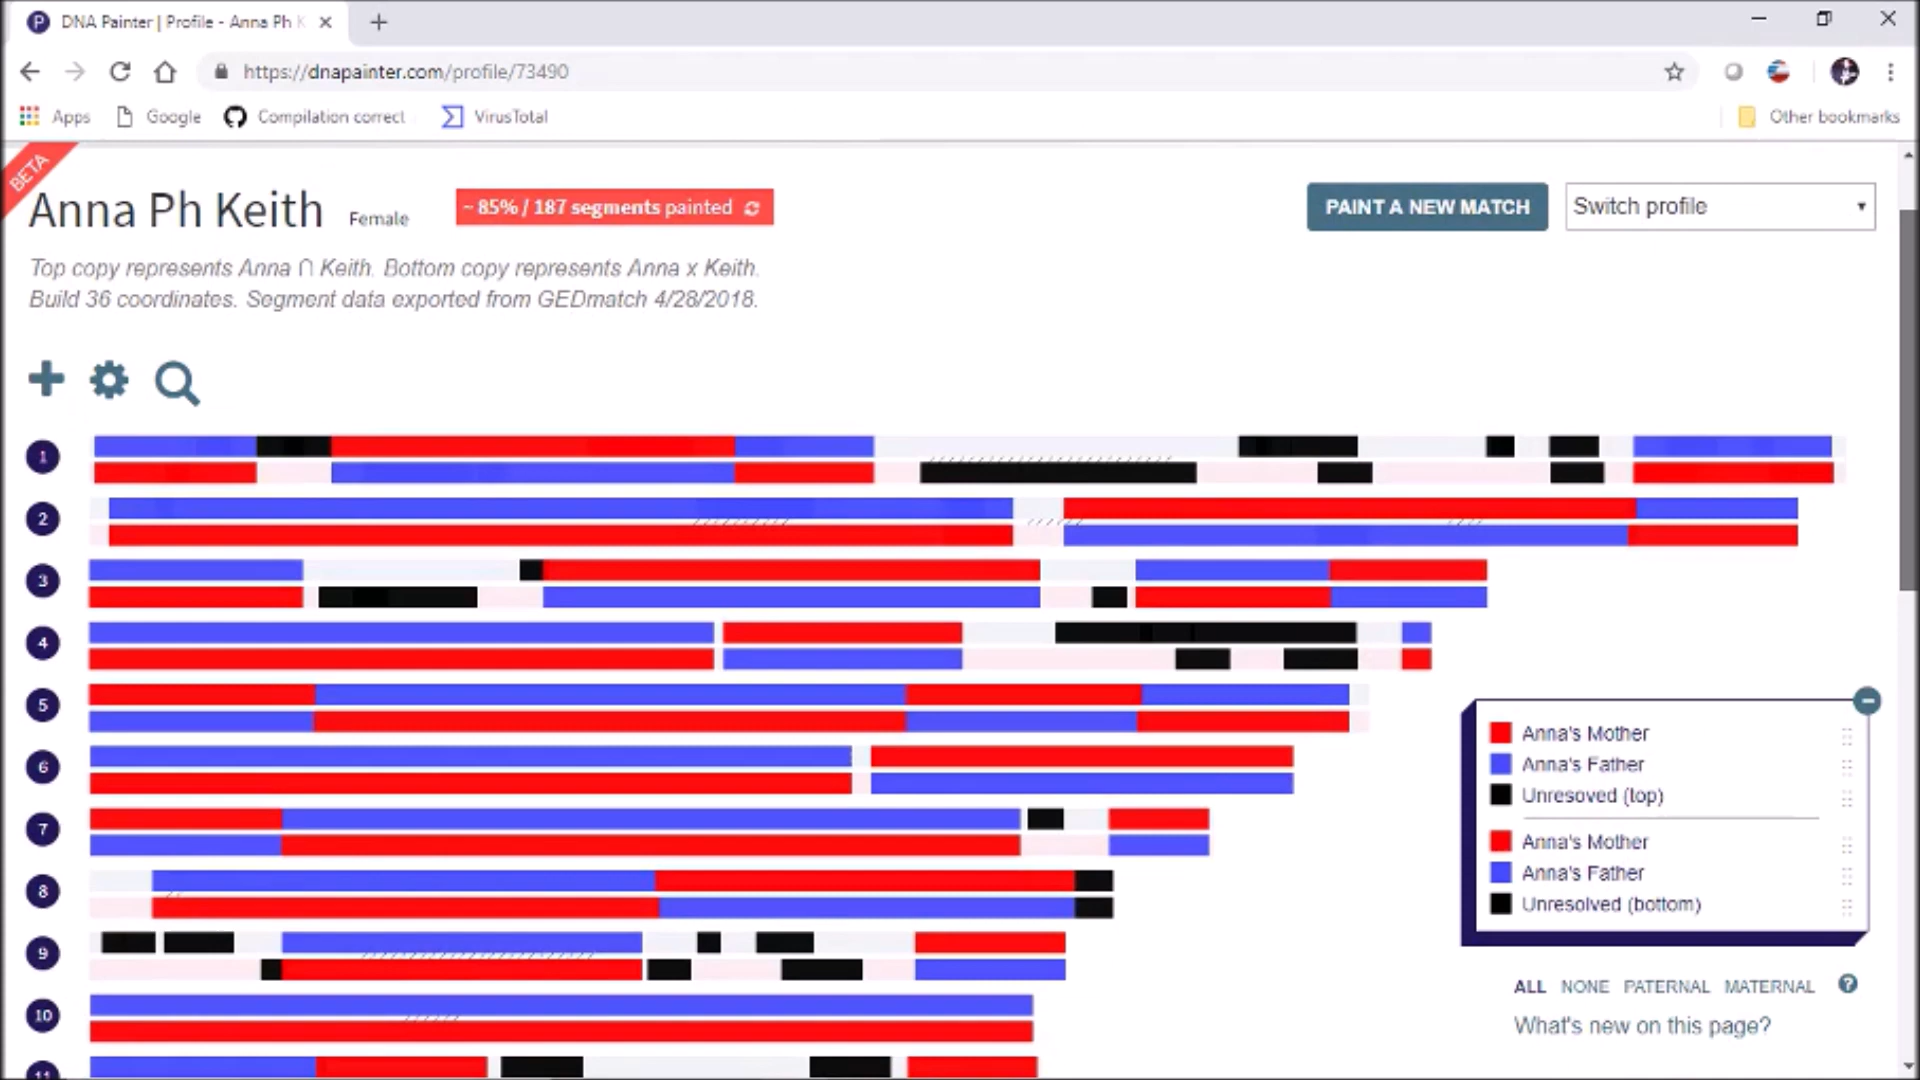 DNA Painter | Profile - Anna Ph K
https://dnapainter.com/profile/73490
Apps Google Compilation correct VirusTotal Other bookmarks
BETA
Anna Ph Keith Female ~ 85% / 187 segments painted PAINT A NEW MATCH Switch profile
Top copy represents Anna ∩ Keith. Bottom copy represents Anna x Keith.
Build 36 coordinates. Segment data exported from GEDmatch 4/28/2018.
1
2
3
4
5
6
7
8
9
10
11
Anna's Mother
Anna's Father
Unresoved (top)
Anna's Mother
Anna's Father
Unresolved (bottom)
ALL NONE PATERNAL MATERNAL ?
What's new on this page?